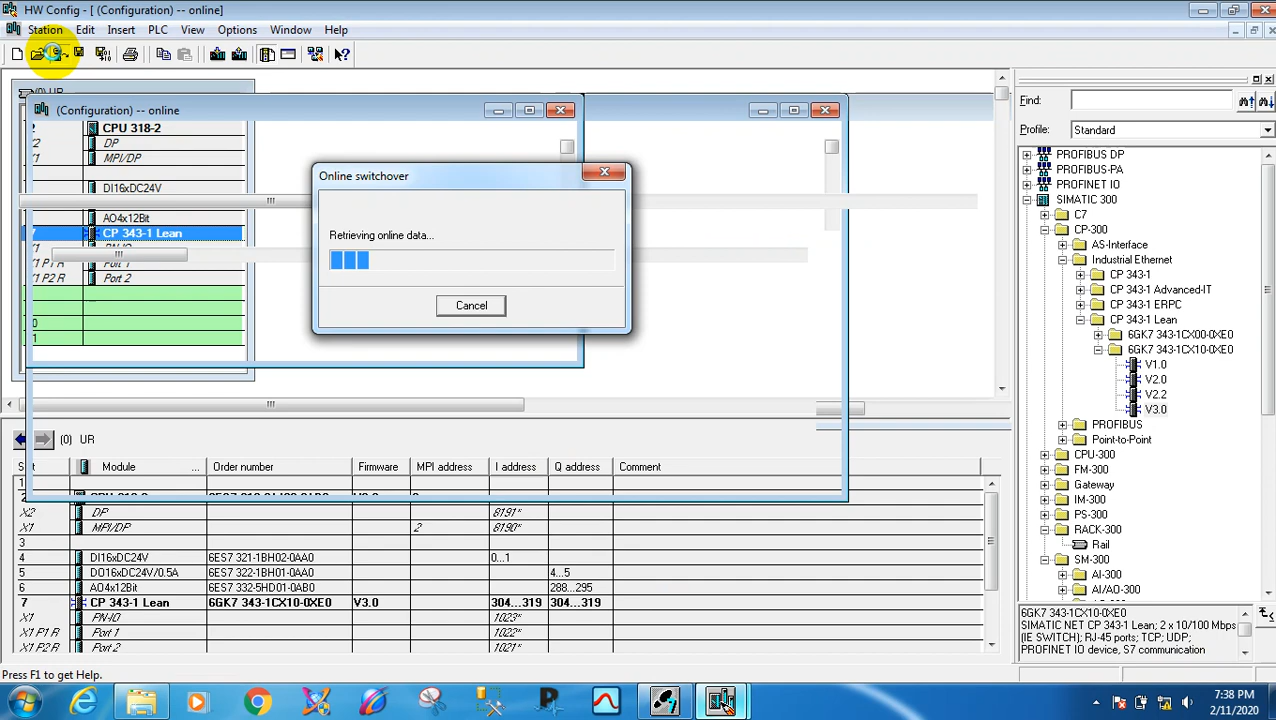 HW Config - [ (Configuration) -- online]
Station Edit Insert PLC View Options Window Help
(0) UR
(Configuration) -- online
2 CPU 318-2
X2 DP
X1 MPI/DP
DI16xDC24V
AO4x12Bit
CP 343-1 Lean
X1 P1 R Port 1
X1 P2 R Port 2
Online switchover
Retrieving online data...
Cancel
Find:
Profile: Standard
PROFIBUS DP
PROFIBUS-PA
PROFINET IO
SIMATIC 300
C7
CP-300
AS-Interface
Industrial Ethernet
CP 343-1
CP 343-1 Advanced-IT
CP 343-1 ERPC
CP 343-1 Lean
6GK7 343-1CX00-0XE0
6GK7 343-1CX10-0XE0
V1.0
V2.0
V2.2
V3.0
PROFIBUS
Point-to-Point
CPU-300
FM-300
Gateway
IM-300
PS-300
RACK-300
Rail
SM-300
AI-300
AI/AO-300
6GK7 343-1CX10-0XE0
SIMATIC NET CP 343-1 Lean; 2 x 10/100 Mbps
(IE SWITCH); RJ-45 ports; TCP; UDP;
PROFINET IO device, S7 communication
(0) UR
Module ... Order number Firmware MPI address I address Q address Comment
1
X2 DP 8191*
X1 MPI/DP 2 8190*
3
4 DI16xDC24V 6ES7 321-1BH02-0AA0 0...1
5 DO16xDC24V/0.5A 6ES7 322-1BH01-0AA0 4...5
6 AO4x12Bit 6ES7 332-5HD01-0AB0 288...295
7 CP 343-1 Lean 6GK7 343-1CX10-0XE0 V3.0 304...319 304...319
X1 PN-IO 1023*
X1 P1 R Port 1 1022*
X1 P2 R Port 2 1021*
Press F1 to get Help.
7:38 PM
2/11/2020